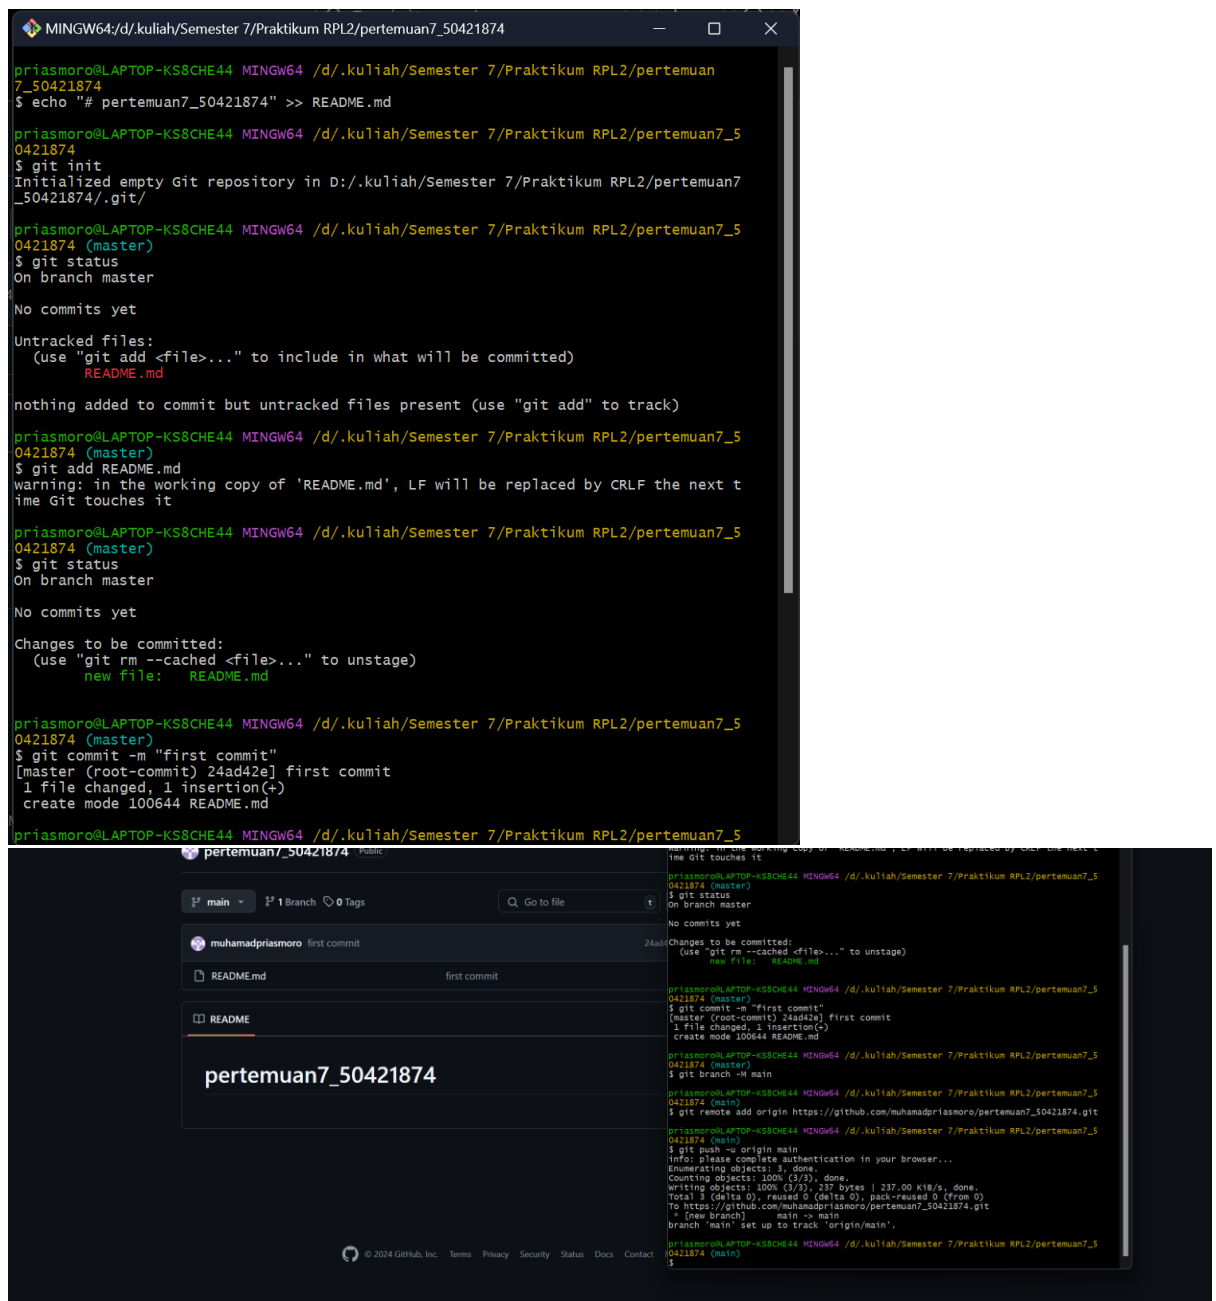 MINGW64:/d/.kuliah/Semester 7/Praktikum RPL2/pertemuan7_50421874
priasmoro@LAPTOP-KS8CHE44 MINGW64 /d/.kuliah/Semester 7/Praktikum RPL2/pertemuan
7_50421874
$ echo "# pertemuan7_50421874" >> README.md
priasmoro@LAPTOP-KS8CHE44 MINGW64 /d/.kuliah/Semester 7/Praktikum RPL2/pertemuan7_5
0421874
$ git init
Initialized empty Git repository in D:/.kuliah/Semester 7/Praktikum RPL2/pertemuan7
_50421874/.git/
priasmoro@LAPTOP-KS8CHE44 MINGW64 /d/.kuliah/Semester 7/Praktikum RPL2/pertemuan7_5
0421874 (master)
$ git status
On branch master
No commits yet
Untracked files:
(use "git add <file>..." to include in what will be committed)
README.md
nothing added to commit but untracked files present (use "git add" to track)
priasmoro@LAPTOP-KS8CHE44 MINGW64 /d/.kuliah/Semester 7/Praktikum RPL2/pertemuan7_5
0421874 (master)
$ git add README.md
warning: in the working copy of 'README.md', LF will be replaced by CRLF the next t
ime Git touches it
priasmoro@LAPTOP-KS8CHE44 MINGW64 /d/.kuliah/Semester 7/Praktikum RPL2/pertemuan7_5
0421874 (master)
$ git status
On branch master
No commits yet
Changes to be committed:
(use "git rm --cached <file>..." to unstage)
new file:   README.md
priasmoro@LAPTOP-KS8CHE44 MINGW64 /d/.kuliah/Semester 7/Praktikum RPL2/pertemuan7_5
0421874 (master)
$ git commit -m "first commit"
[master (root-commit) 24ad42e] first commit
1 file changed, 1 insertion(+)
create mode 100644 README.md
priasmoro@LAPTOP-KS8CHE44 MINGW64 /d/.kuliah/Semester 7/Praktikum RPL2/pertemuan7_5
pertemuan7_50421874 Public
main 1 Branch 0 Tags Go to file t
muhamadpriasmoro first commit 24ad4
README.md first commit
README
pertemuan7_50421874
© 2024 GitHub, Inc. Terms Privacy Security Status Docs Contact
warning: in the working copy of 'README.md', LF will be replaced by CRLF the next t
ime Git touches it
priasmoro@LAPTOP-KS8CHE44 MINGW64 /d/.kuliah/Semester 7/Praktikum RPL2/pertemuan7_5
0421874 (master)
$ git status
On branch master
No commits yet
Changes to be committed:
(use "git rm --cached <file>..." to unstage)
new file:   README.md
priasmoro@LAPTOP-KS8CHE44 MINGW64 /d/.kuliah/Semester 7/Praktikum RPL2/pertemuan7_5
0421874 (master)
$ git commit -m "first commit"
[master (root-commit) 24ad42e] first commit
1 file changed, 1 insertion(+)
create mode 100644 README.md
priasmoro@LAPTOP-KS8CHE44 MINGW64 /d/.kuliah/Semester 7/Praktikum RPL2/pertemuan7_5
0421874 (master)
$ git branch -M main
priasmoro@LAPTOP-KS8CHE44 MINGW64 /d/.kuliah/Semester 7/Praktikum RPL2/pertemuan7_5
0421874 (main)
$ git remote add origin https://github.com/muhamadpriasmoro/pertemuan7_50421874.git
priasmoro@LAPTOP-KS8CHE44 MINGW64 /d/.kuliah/Semester 7/Praktikum RPL2/pertemuan7_5
0421874 (main)
$ git push -u origin main
info: please complete authentication in your browser...
Enumerating objects: 3, done.
Counting objects: 100% (3/3), done.
Writing objects: 100% (3/3), 237 bytes | 237.00 KiB/s, done.
Total 3 (delta 0), reused 0 (delta 0), pack-reused 0 (from 0)
To https://github.com/muhamadpriasmoro/pertemuan7_50421874.git
* [new branch]      main -> main
branch 'main' set up to track 'origin/main'.
priasmoro@LAPTOP-KS8CHE44 MINGW64 /d/.kuliah/Semester 7/Praktikum RPL2/pertemuan7_5
0421874 (main)
$